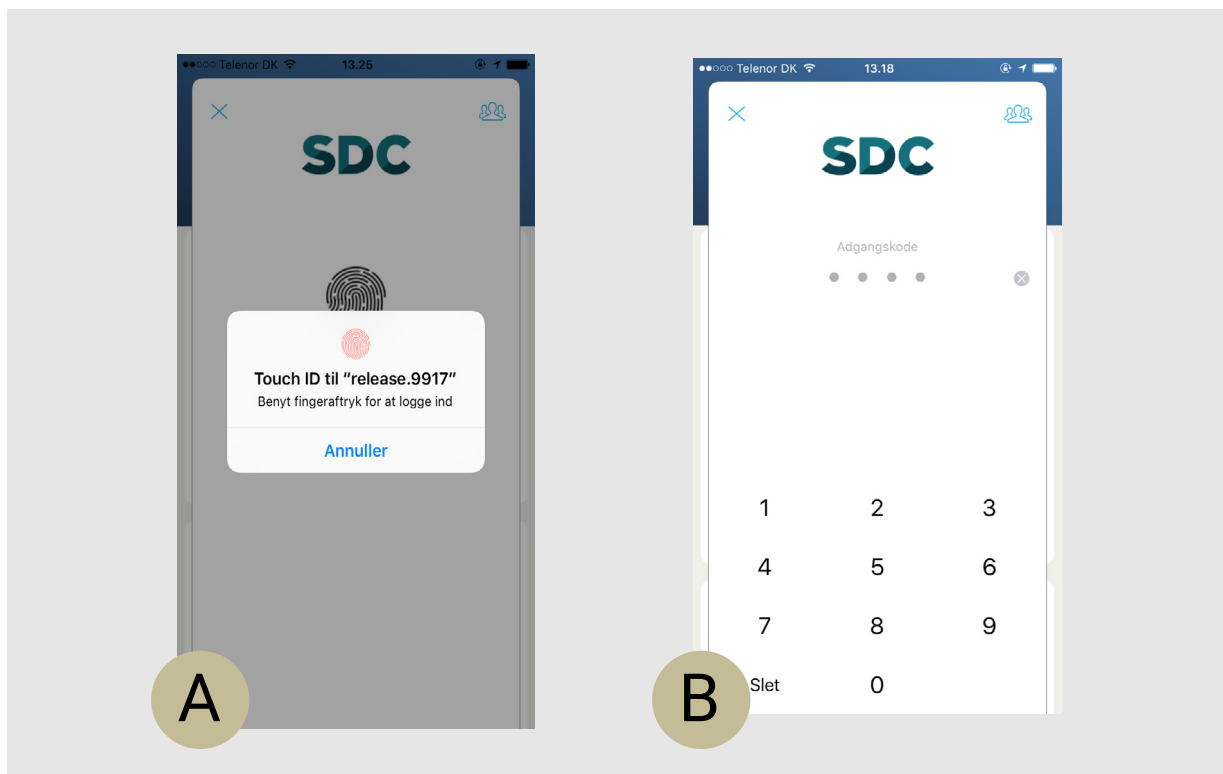 Telenor DK 13.25
SDC
Touch ID til “release.9917”
Benyt fingeraftryk for at logge ind
Annuller
A
Telenor DK 13.18
SDC
Adgangskode
1 2 3
4 5 6
7 8 9
Slet 0
B